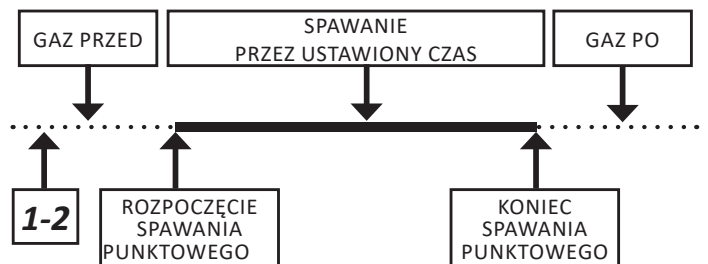 GAZ PRZED
SPAWANIE
PRZEZ USTAWIONY CZAS
GAZ PO
1-2
ROZPOCZĘCIE
SPAWANIA
PUNKTOWEGO
KONIEC
SPAWANIA
PUNKTOWEGO